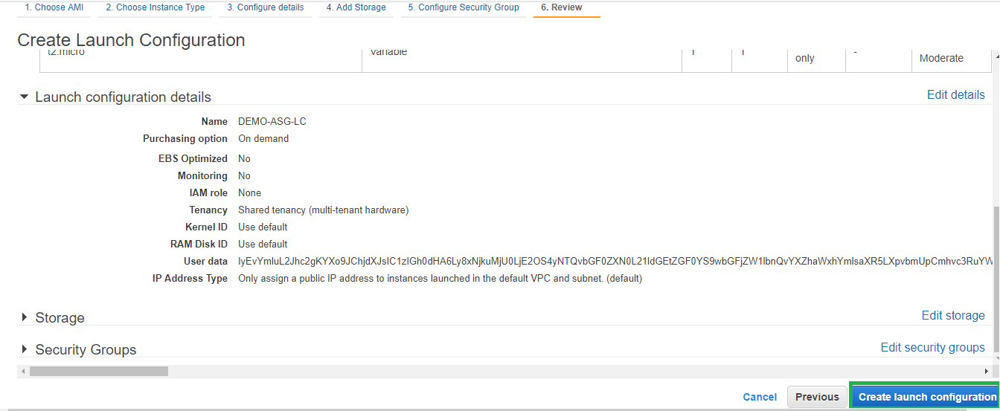 1. Choose AMI 2. Choose Instance Type 3. Configure details 4. Add Storage 5. Configure Security Group 6. Review
Create Launch Configuration
t2.micro Variable 1 1 only - Moderate
Launch configuration details Edit details
Name DEMO-ASG-LC
Purchasing option On demand
EBS Optimized No
Monitoring No
IAM role None
Tenancy Shared tenancy (multi-tenant hardware)
Kernel ID Use default
RAM Disk ID Use default
User data IyEvYmluL2Jhc2gKYXo9JChjdXJsIC1zIGh0dHA6Ly8xNjkuMjU0LjE2OS4yNTQvbGF0ZXN0L21ldGEtZGF0YS9wbGFjZW1lbnQvYXZhaWxhYmlsaXR5LXpvbmUpCmhvc3RuYW
IP Address Type Only assign a public IP address to instances launched in the default VPC and subnet. (default)
Storage Edit storage
Security Groups Edit security groups
Cancel Previous Create launch configuration